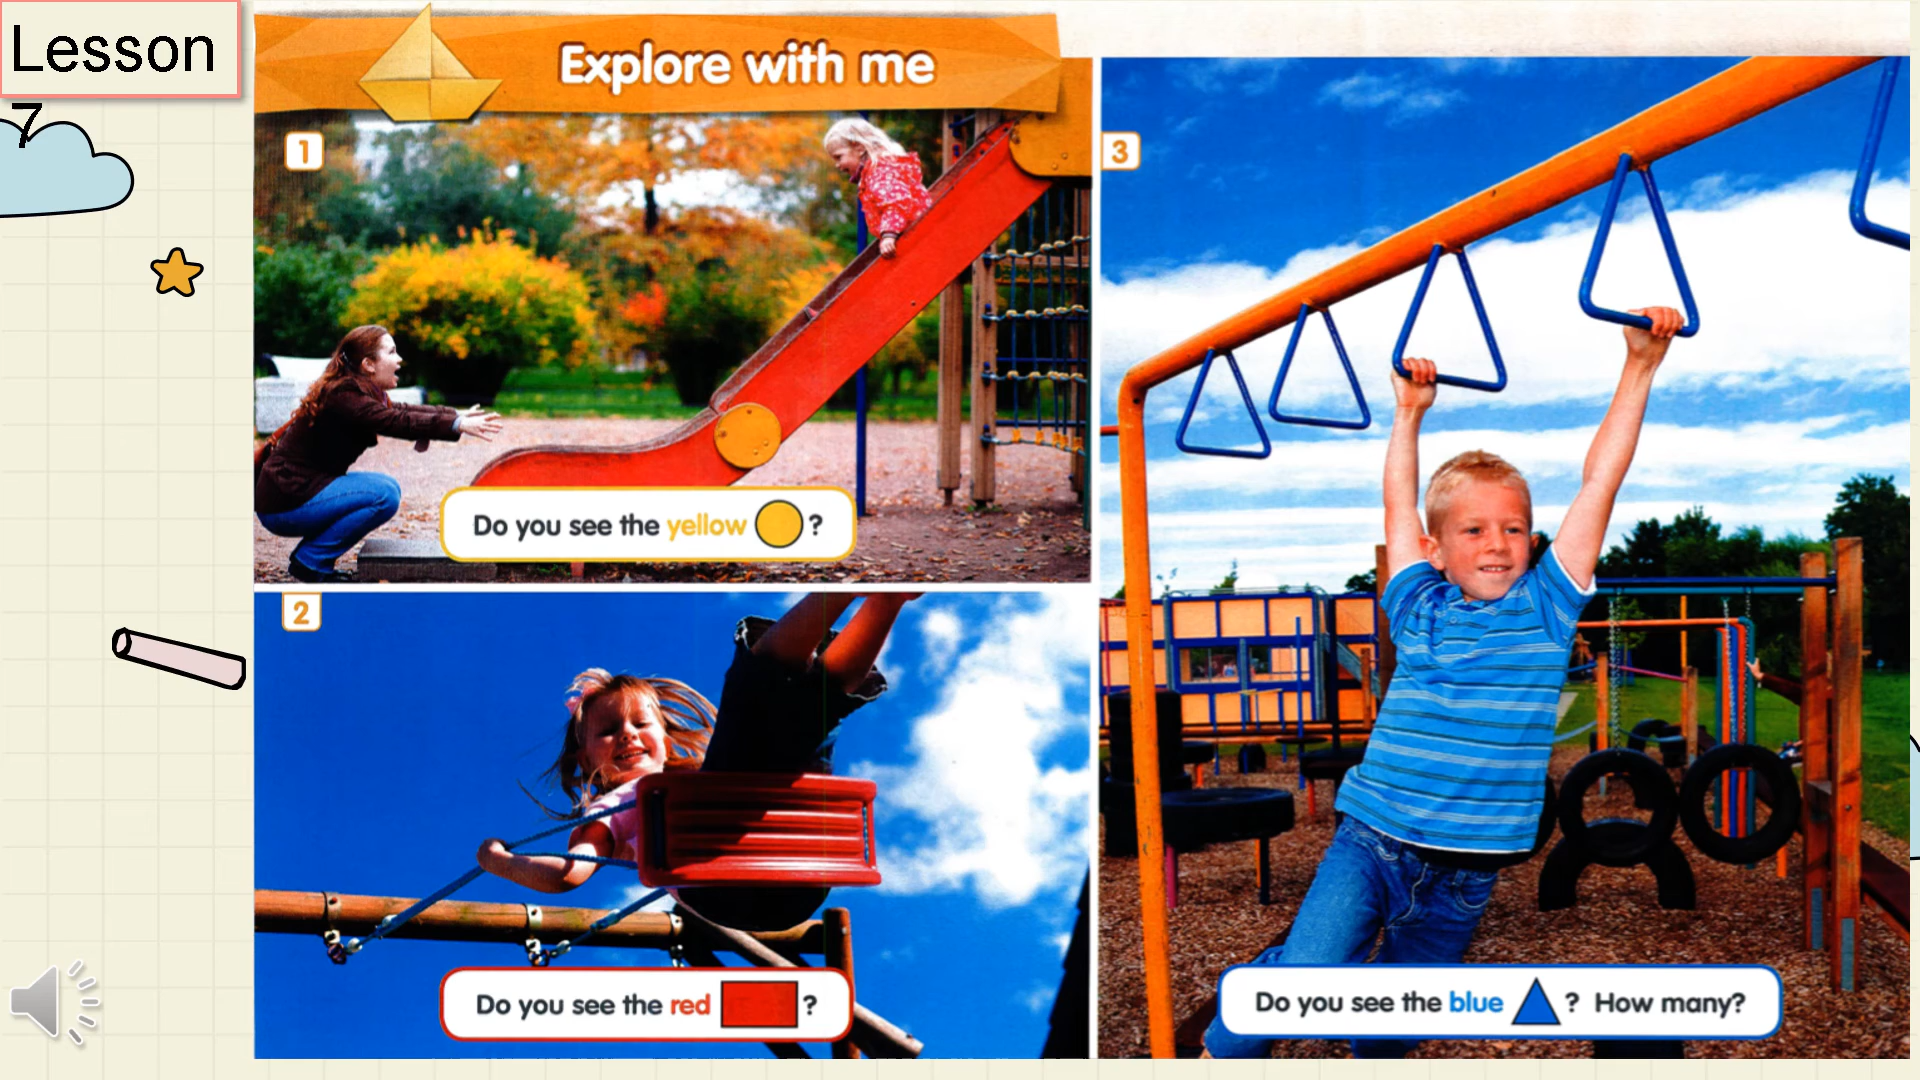 Lesson
7
Explore with me
1
Do you see the yellow ?
2
Do you see the red ?
3
Do you see the blue ? How many?